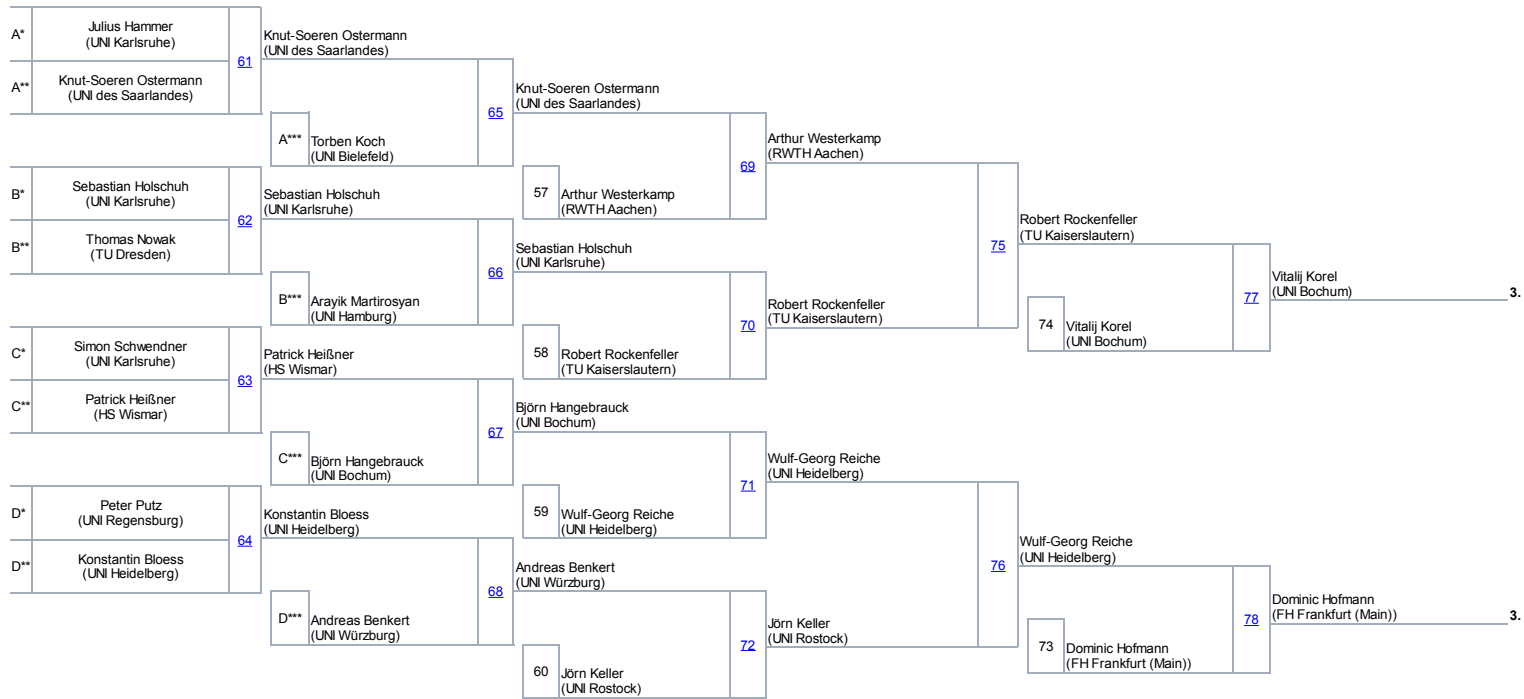 A*
Julius Hammer
(UNI Karlsruhe)
61
A**
Knut-Soeren Ostermann
(UNI des Saarlandes)
B*
Sebastian Holschuh
(UNI Karlsruhe)
62
B**
Thomas Nowak
(TU Dresden)
C*
Simon Schwendner
(UNI Karlsruhe)
63
C**
Patrick Heißner
(HS Wismar)
D*
Peter Putz
(UNI Regensburg)
64
D**
Konstantin Bloess
(UNI Heidelberg)
Knut-Soeren Ostermann
(UNI des Saarlandes)
65
A***
Torben Koch
(UNI Bielefeld)
Sebastian Holschuh
(UNI Karlsruhe)
66
B***
Arayik Martirosyan
(UNI Hamburg)
Patrick Heißner
(HS Wismar)
67
C***
Björn Hangebrauck
(UNI Bochum)
Konstantin Bloess
(UNI Heidelberg)
68
D***
Andreas Benkert
(UNI Würzburg)
Knut-Soeren Ostermann
(UNI des Saarlandes)
69
57
Arthur Westerkamp
(RWTH Aachen)
Sebastian Holschuh
(UNI Karlsruhe)
70
58
Robert Rockenfeller
(TU Kaiserslautern)
Björn Hangebrauck
(UNI Bochum)
71
59
Wulf-Georg Reiche
(UNI Heidelberg)
Andreas Benkert
(UNI Würzburg)
72
60
Jörn Keller
(UNI Rostock)
Arthur Westerkamp
(RWTH Aachen)
75
Robert Rockenfeller
(TU Kaiserslautern)
Wulf-Georg Reiche
(UNI Heidelberg)
76
Jörn Keller
(UNI Rostock)
Robert Rockenfeller
(TU Kaiserslautern)
77
74
Vitalij Korel
(UNI Bochum)
Wulf-Georg Reiche
(UNI Heidelberg)
78
73
Dominic Hofmann
(FH Frankfurt (Main))
Vitalij Korel
(UNI Bochum)
3.
Dominic Hofmann
(FH Frankfurt (Main))
3.